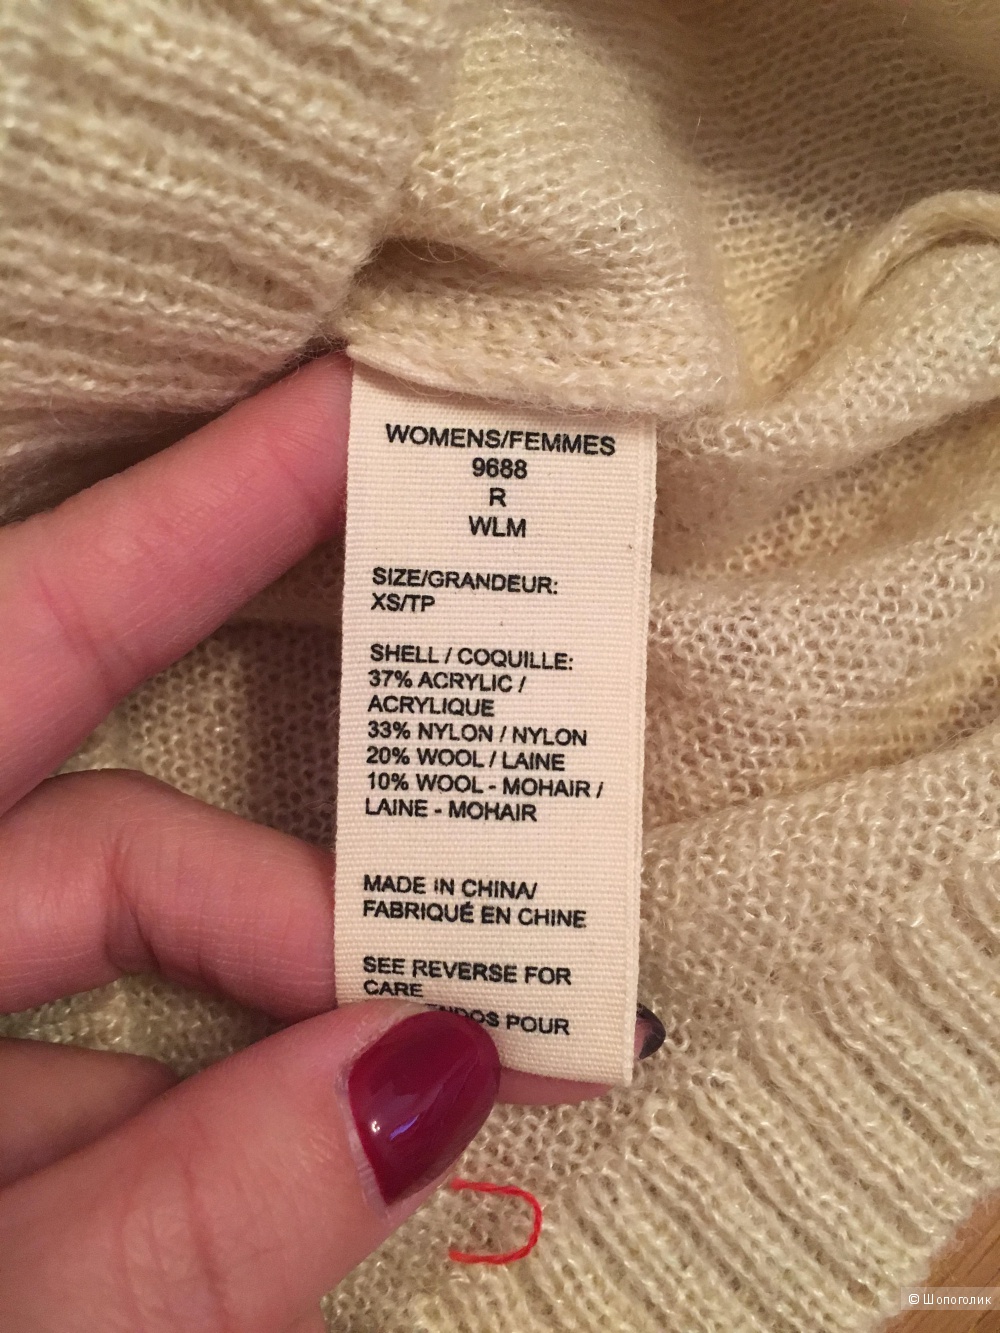 WOMENS/FEMMES
9688
R
WLM
SIZE/GRANDEUR:
XS/TP
SHELL / COQUILLE:
37% ACRYLIC /
ACRYLIQUE
33% NYLON / NYLON
20% WOOL / LAINE
10% WOOL - MOHAIR /
LAINE - MOHAIR
MADE IN CHINA/
FABRIQUÉ EN CHINE
SEE REVERSE FOR
CARE
POUR
© Шопоголик